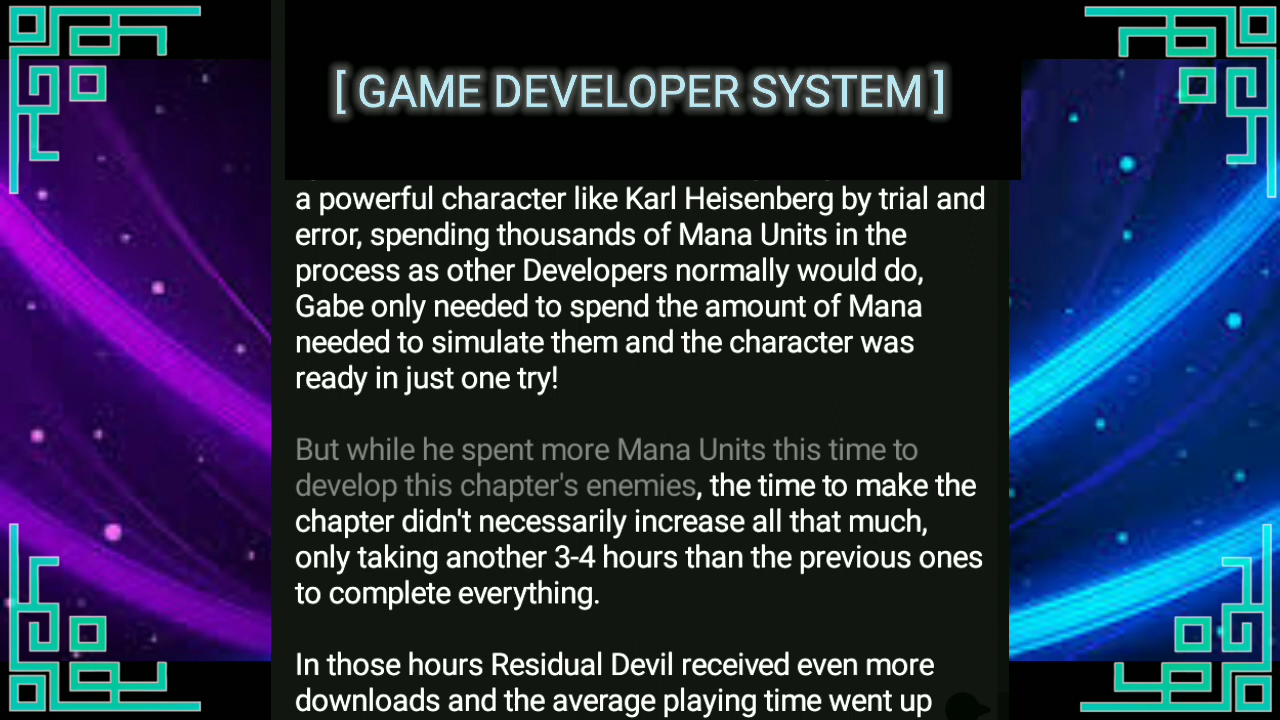 [ GAME DEVELOPER SYSTEM ]
a powerful character like Karl Heisenberg by trial and
error, spending thousands of Mana Units in the
process as other Developers normally would do,
Gabe only needed to spend the amount of Mana
needed to simulate them and the character was
ready in just one try!
But while he spent more Mana Units this time to
develop this chapter's enemies, the time to make the
chapter didn't necessarily increase all that much,
only taking another 3-4 hours than the previous ones
to complete everything.
In those hours Residual Devil received even more
downloads and the average playing time went up